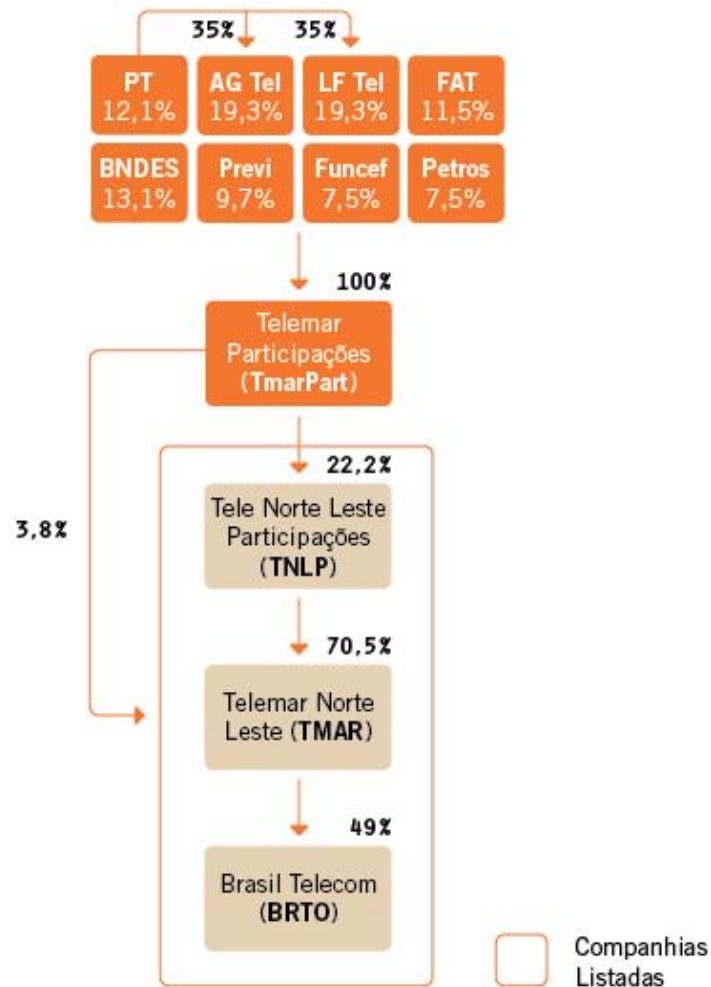 35% 35%
PT AG Tel LF Tel FAT
12,1% 19,3% 19,3% 11,5%
BNDES Previ Funcef Petros
13,1% 9,7% 7,5% 7,5%
100%
Telemar
Participações
(TmarPart)
22,2%
Tele Norte Leste
Participações
(TNLP)
3,8%
70,5%
Telemar Norte
Leste (TMAR)
49%
Brasil Telecom
(BRTO)
Companhias
Listadas